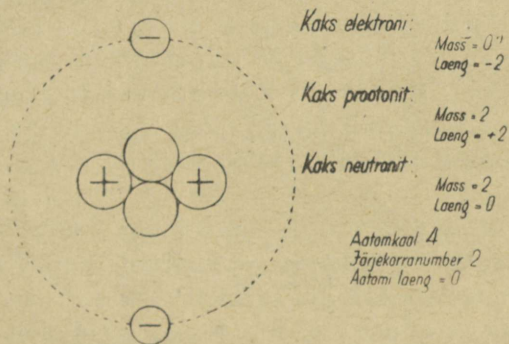 Kaks elektroni:
Mass = 0¹⁾
Laeng = -2
Kaks prootonit:
Mass = 2
Laeng = +2
Kaks neutronit:
Mass = 2
Laeng = 0
Aatomkaal 4
Järjekorranumber 2
Aatomi laeng = 0
−
+ +
−